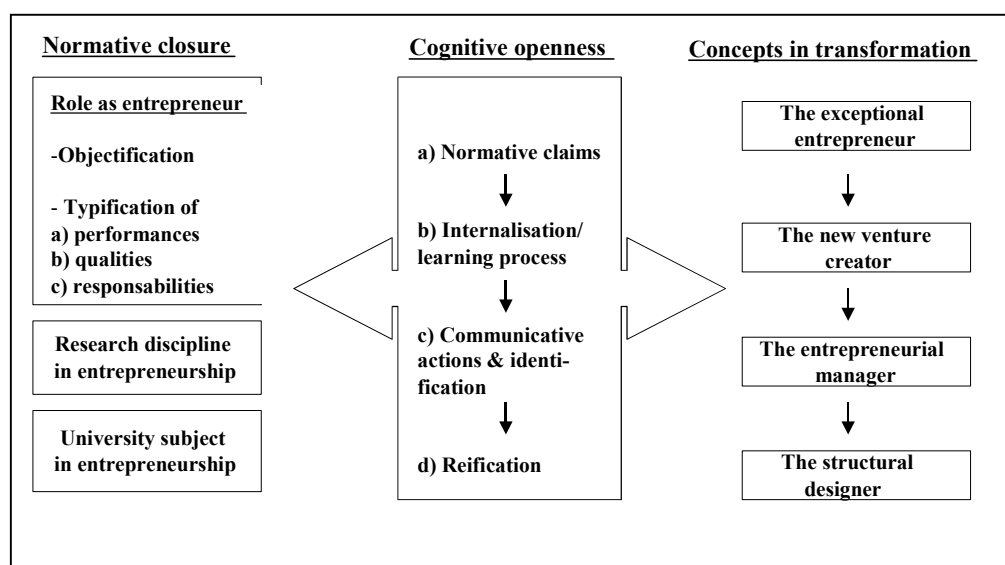 Normative closure
Role as entrepreneur
-Objectification
- Typification of
a) performances
b) qualities
c) responsabilities
Research discipline
in entrepreneurship
University subject
in entrepreneurship
Cognitive openness
a) Normative claims
b) Internalisation/
learning process
c) Communicative
actions & identi-
fication
d) Reification
Concepts in transformation
The exceptional
entrepreneur
The new venture
creator
The entrepreneurial
manager
The structural
designer